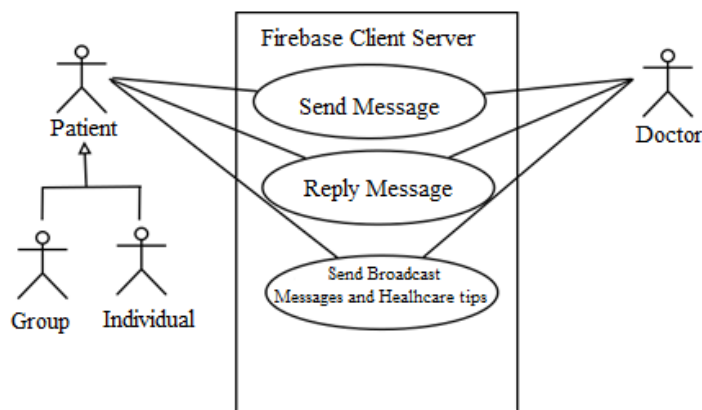 Firebase Client Server
Send Message
Patient
Doctor
Reply Message
Send Broadcast
Messages and Healhcare tips
Group
Individual